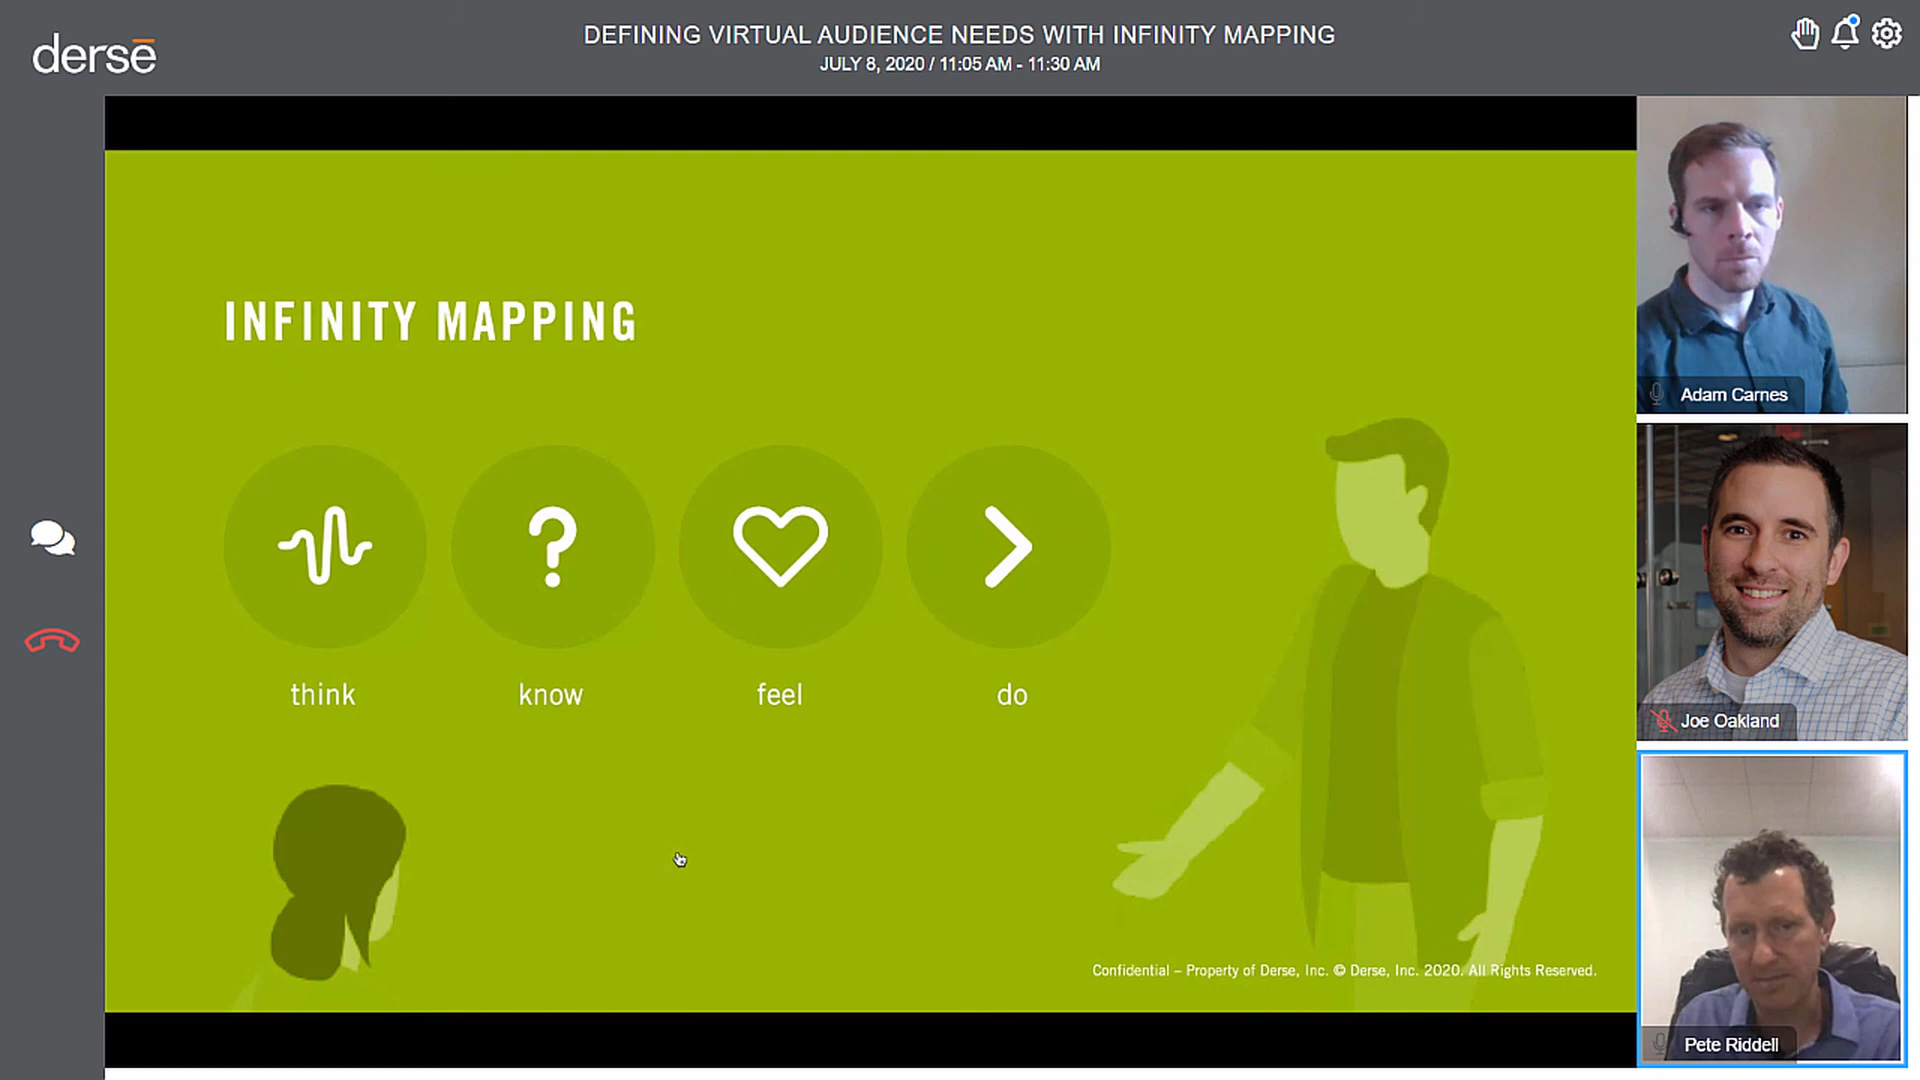 dersē
DEFINING VIRTUAL AUDIENCE NEEDS WITH INFINITY MAPPING
JULY 8, 2020 / 11:05 AM - 11:30 AM
INFINITY MAPPING
?
think
know
feel
do
Confidential – Property of Derse, Inc. © Derse, Inc. 2020. All Rights Reserved.
Adam Carnes
Joe Oakland
Pete Riddell